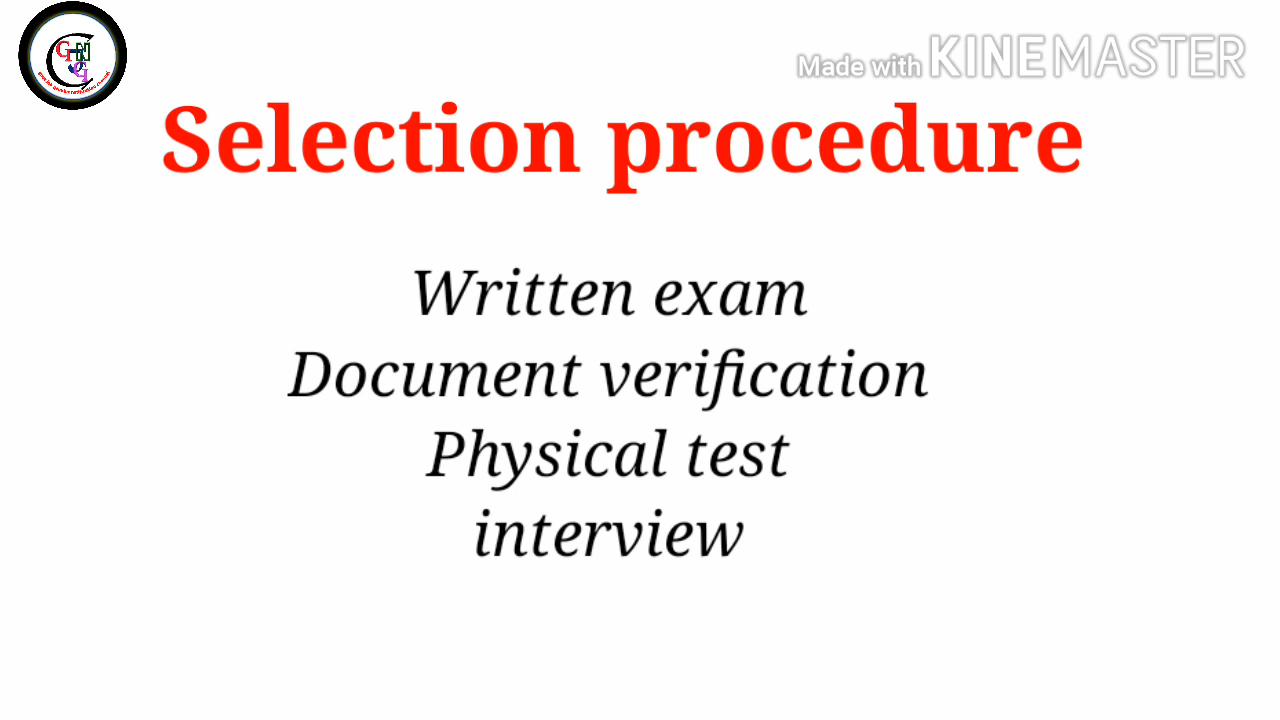 Made with KINEMASTER
Selection procedure
Written exam
Document verification
Physical test
interview